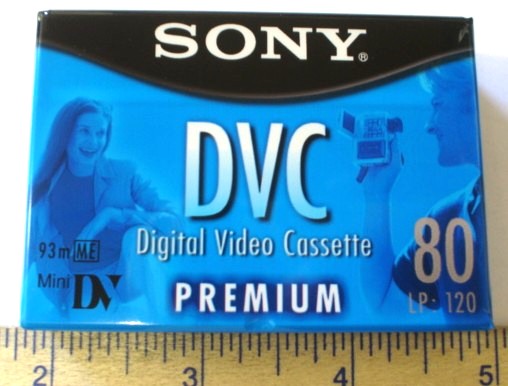 SONY®
DVC
Digital Video Cassette
93m ME
80
Mini DV
PREMIUM
LP: 120
2 3 4 5